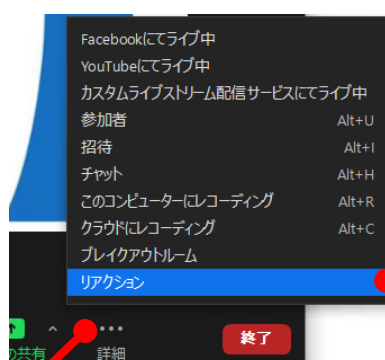 Facebookにてライブ中
YouTubeにてライブ中
カスタムライブストリーム配信サービスにてライブ中
参加者 Alt+U
招待 Alt+I
チャット Alt+H
このコンピューターにレコーディング Alt+R
クラウドにレコーディング Alt+C
ブレイクアウトルーム
リアクション
の共有 詳細 終了